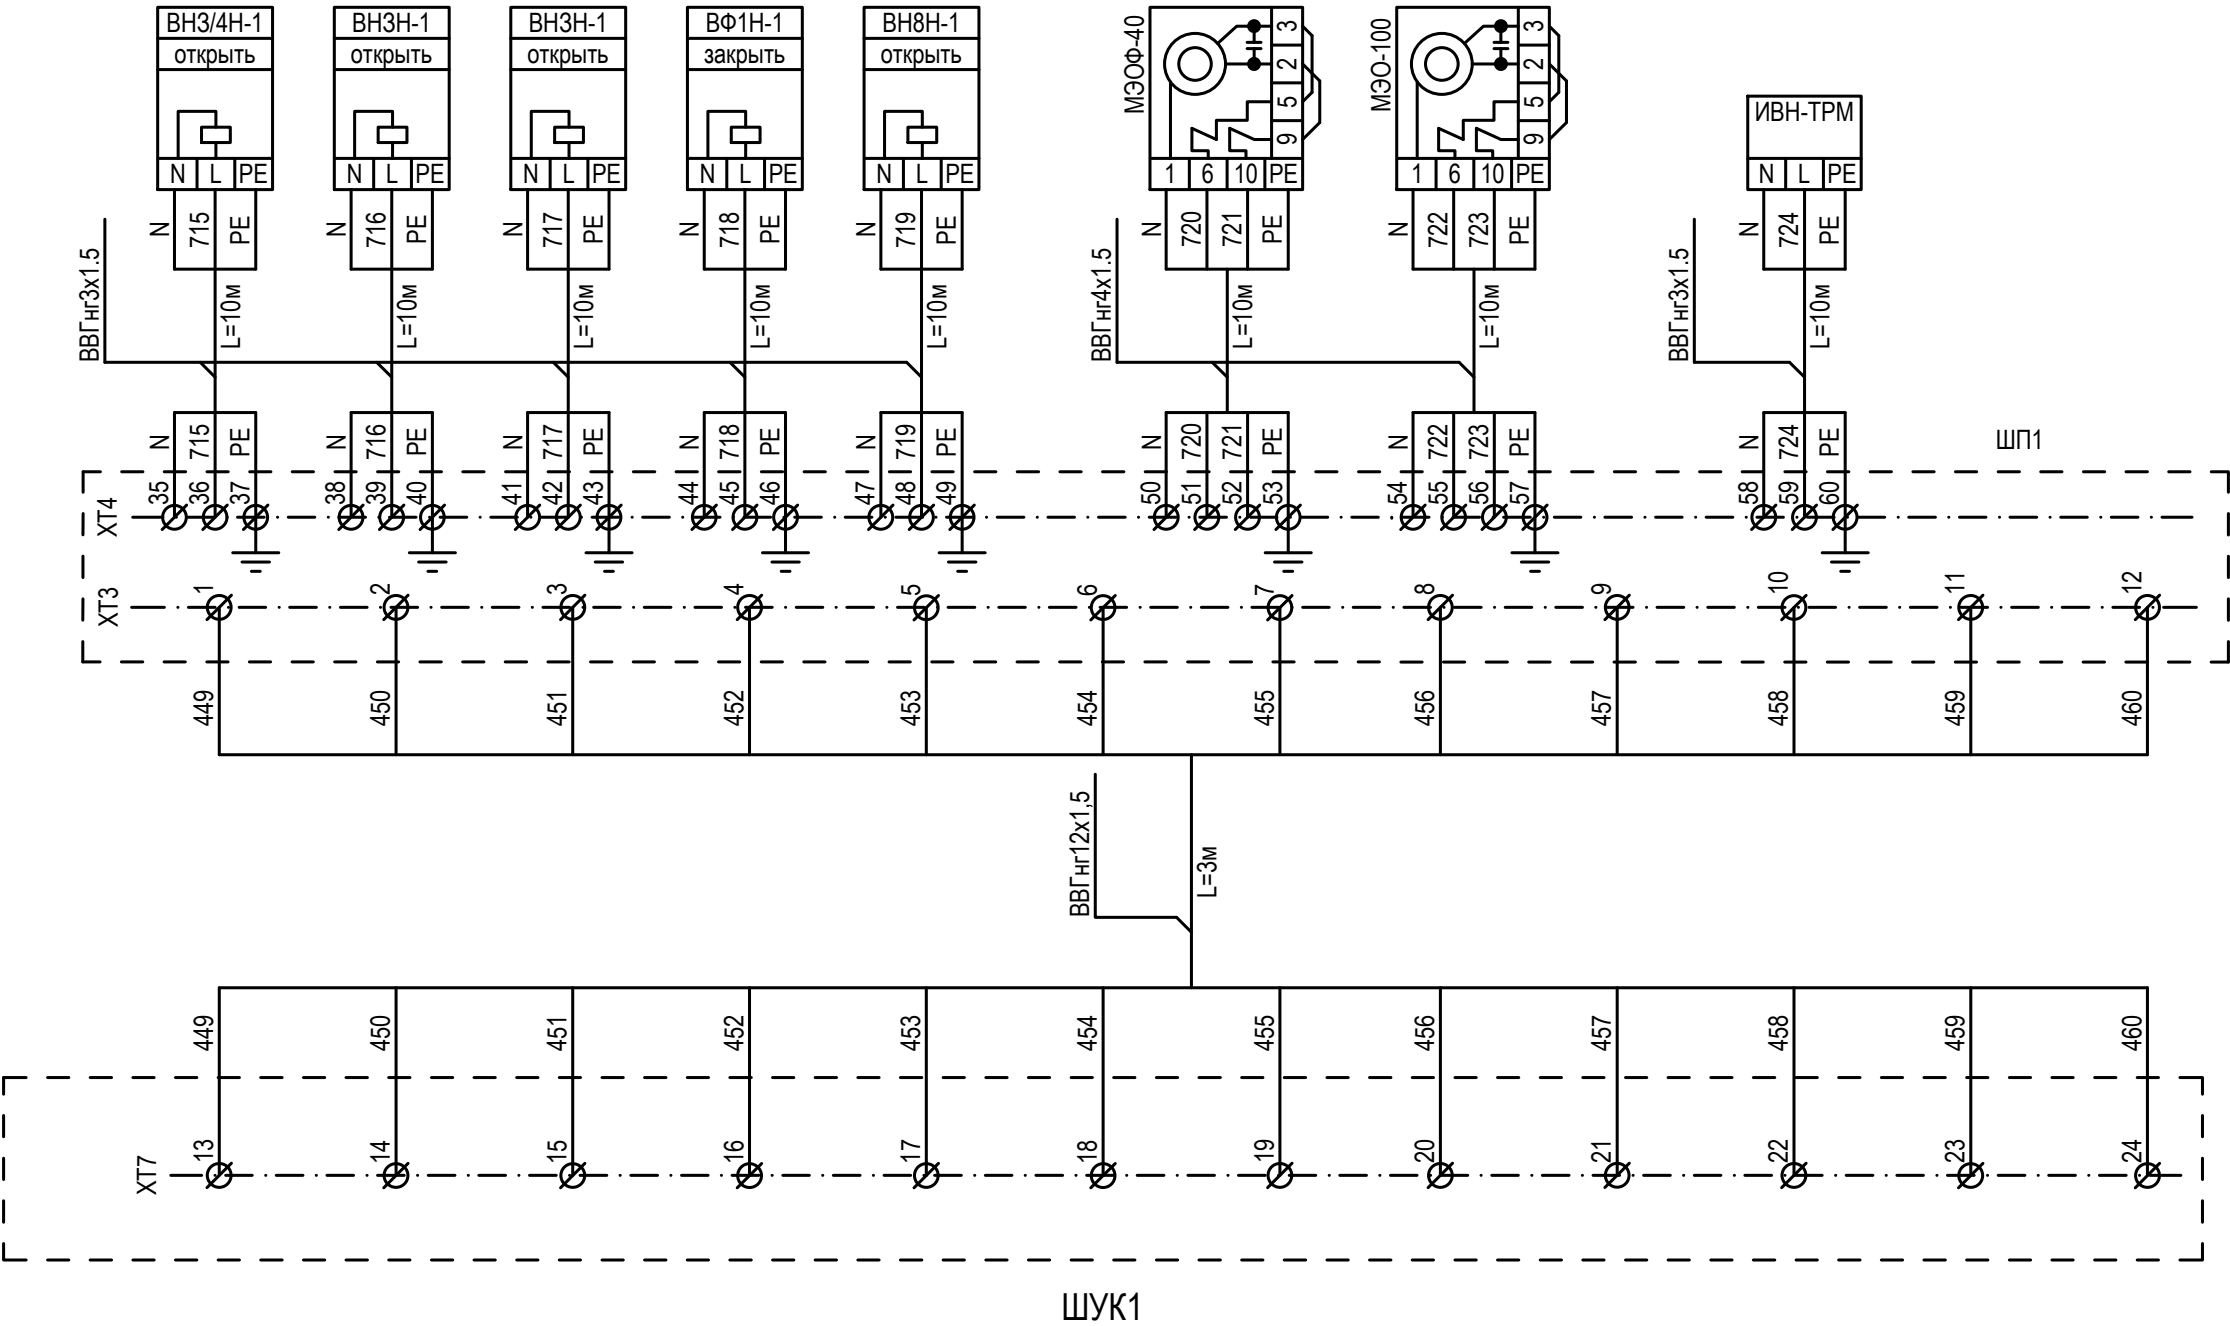 ВН3/4Н-1 ВН3Н-1 ВН3Н-1 ВФ1Н-1 ВН8Н-1
открыть открыть открыть закрыть открыть
МЭОФ-40 3 2 5 9
МЭО-100 3 2 5 9
ИВН-ТРМ
N L PE N L PE N L PE N L PE N L PE 1 6 10 PE 1 6 10 PE N L PE
N 715 PE N 716 PE N 717 PE N 718 PE N 719 PE N 720 721 PE N 722 723 PE N 724 PE
ВВГнг3х1.5 L=10м L=10м L=10м L=10м L=10м ВВГнг4х1.5 L=10м L=10м ВВГнг3х1.5 L=10м
N 715 PE N 716 PE N 717 PE N 718 PE N 719 PE N 720 721 PE N 722 723 PE N 724 PE
ШП1
ХТ4 35 36 37 38 39 40 41 42 43 44 45 46 47 48 49 50 51 52 53 54 55 56 57 58 59 60
ХТ3 1 2 3 4 5 6 7 8 9 10 11 12
449 450 451 452 453 454 455 456 457 458 459 460
ВВГнг12х1,5 L=3м
449 450 451 452 453 454 455 456 457 458 459 460
ХТ7 13 14 15 16 17 18 19 20 21 22 23 24
ШУК1